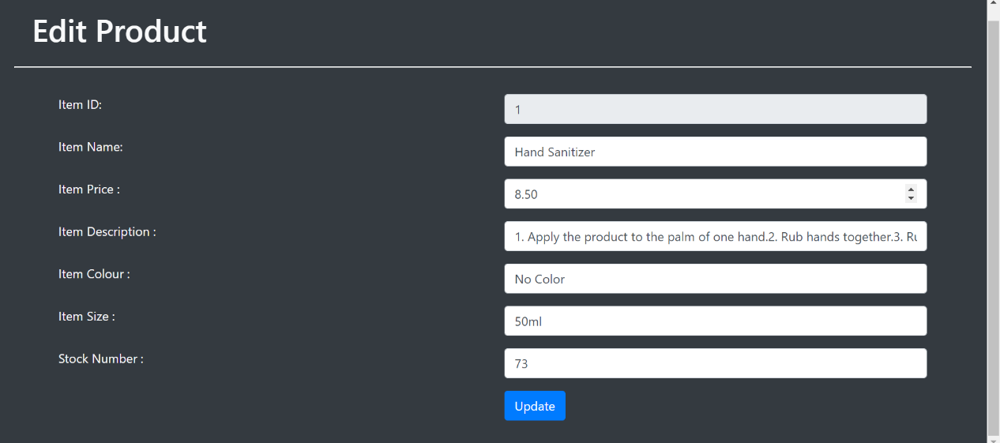 Edit Product
Item ID: 1
Item Name: Hand Sanitizer
Item Price : 8.50
Item Description : 1. Apply the product to the palm of one hand.2. Rub hands together.3. Ru
Item Colour : No Color
Item Size : 50ml
Stock Number : 73
Update